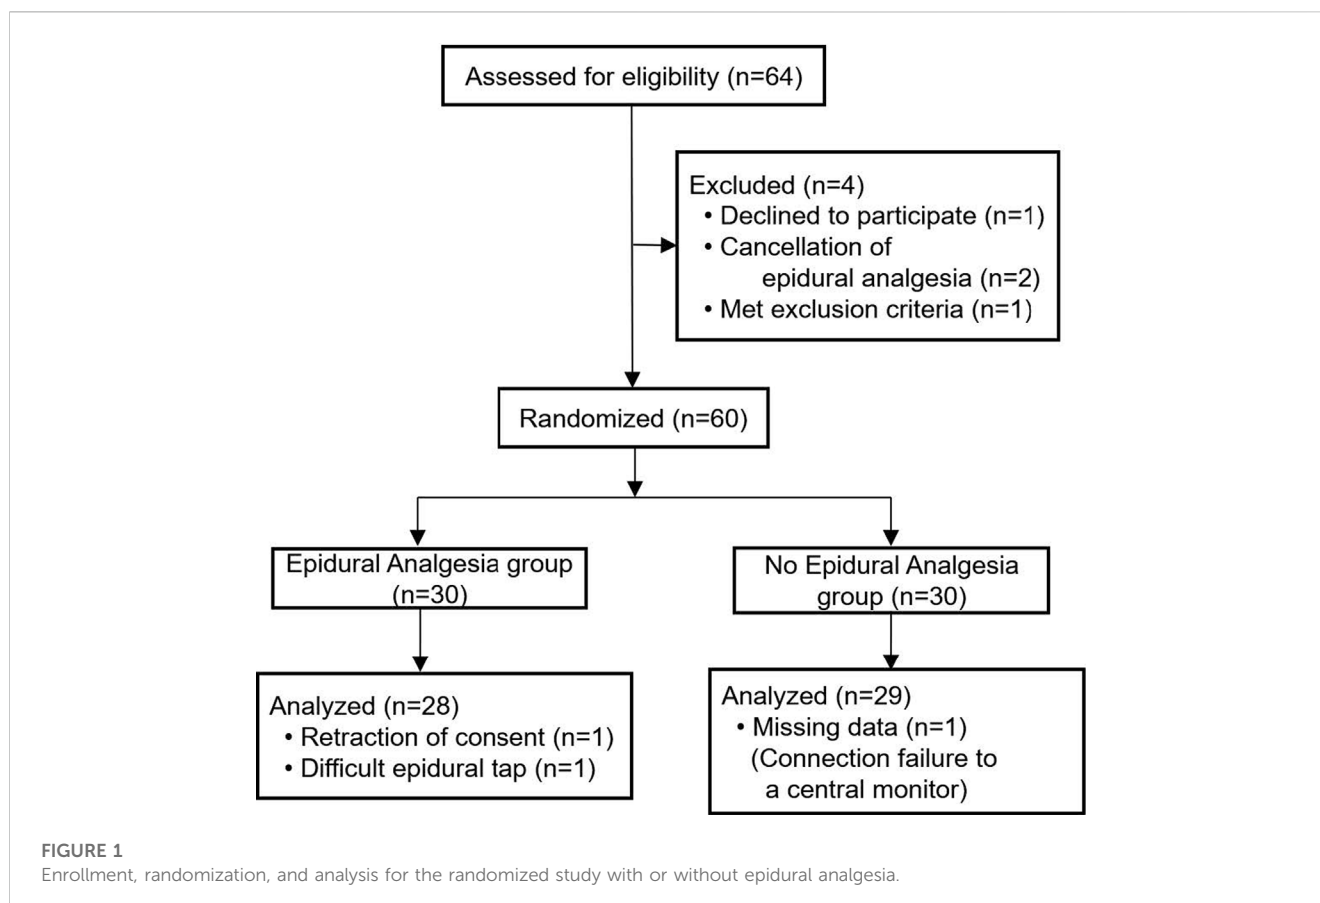 Assessed for eligibility (n=64)
Excluded (n=4)
• Declined to participate (n=1)
• Cancellation of
epidural analgesia (n=2)
• Met exclusion criteria (n=1)
Randomized (n=60)
Epidural Analgesia group
(n=30)
No Epidural Analgesia
group (n=30)
Analyzed (n=28)
• Retraction of consent (n=1)
• Difficult epidural tap (n=1)
Analyzed (n=29)
• Missing data (n=1)
(Connection failure to
a central monitor)
FIGURE 1
Enrollment, randomization, and analysis for the randomized study with or without epidural analgesia.